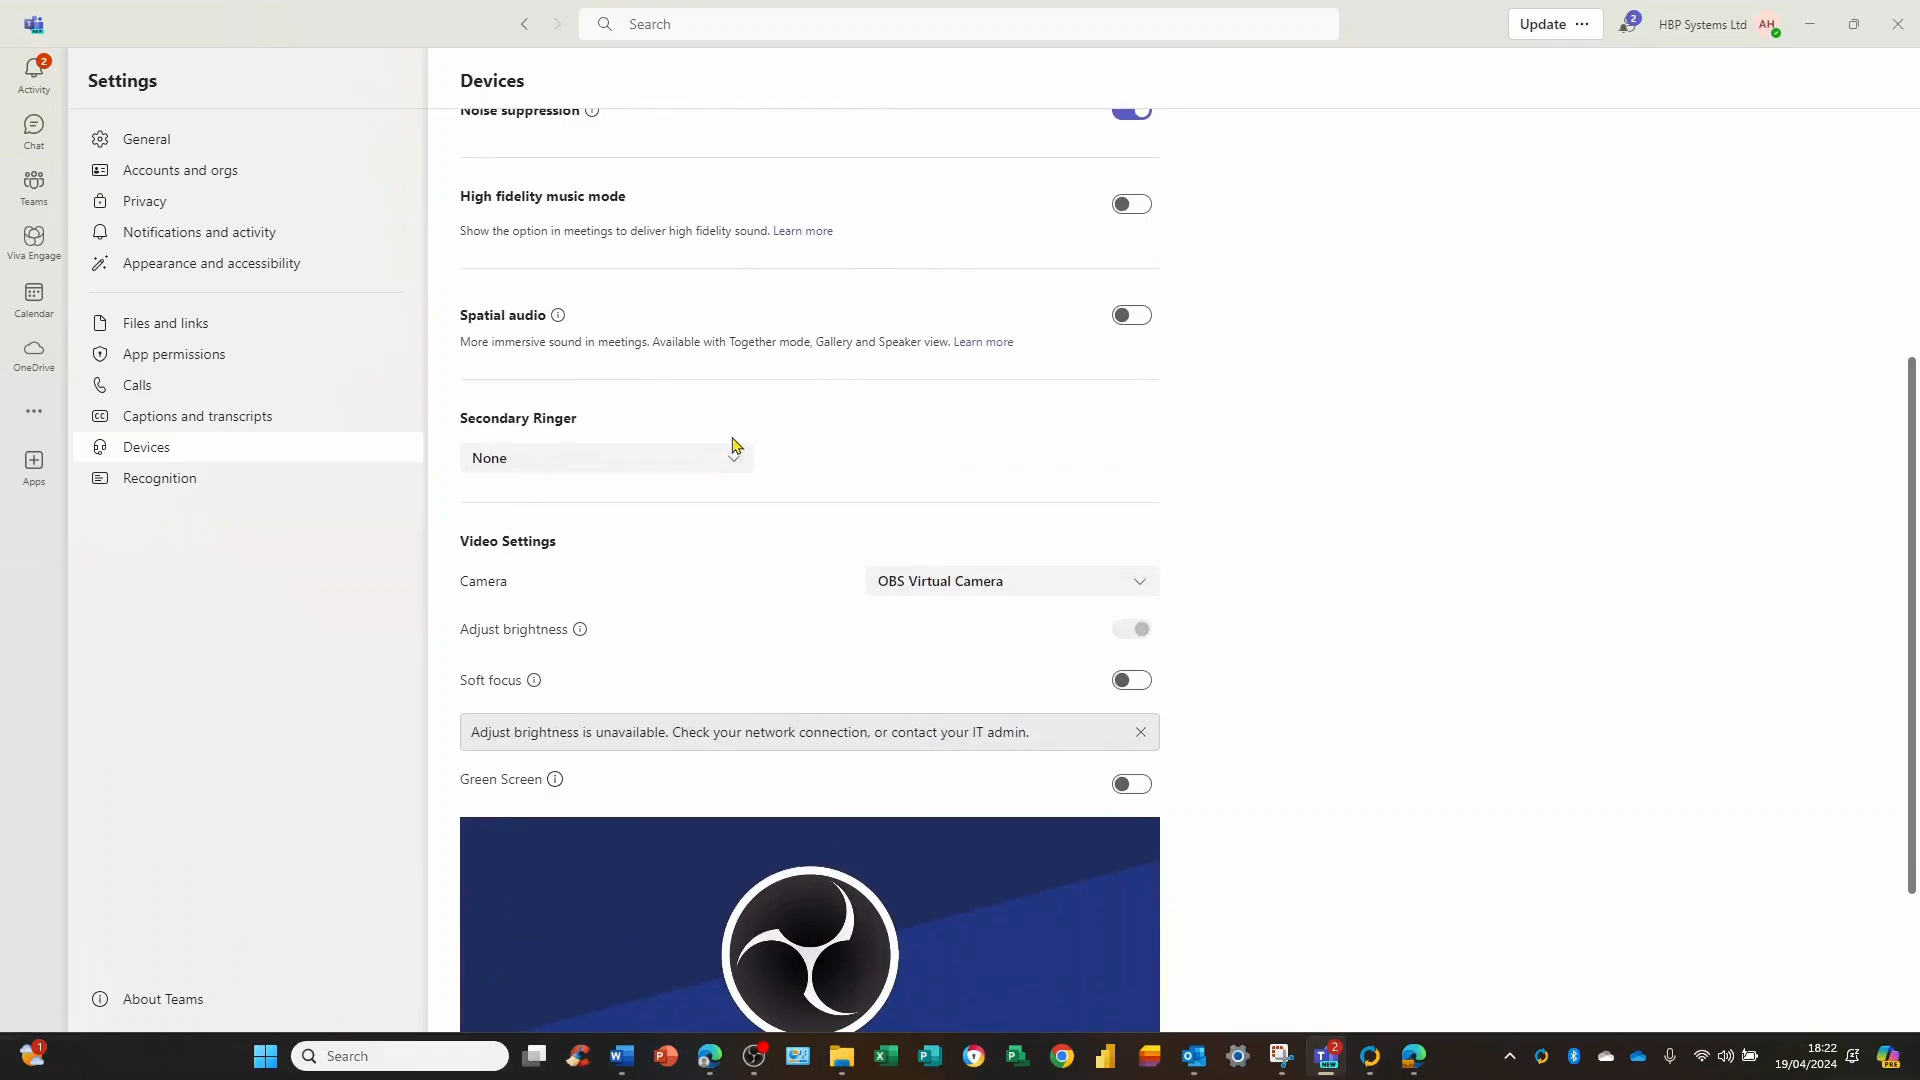 Search
Update ...
2
HBP Systems Ltd
AH
2
Activity
Chat
Teams
Viva Engage
Calendar
OneDrive
Apps
Settings
General
Accounts and orgs
Privacy
Notifications and activity
Appearance and accessibility
Files and links
App permissions
Calls
Captions and transcripts
Devices
Recognition
About Teams
Devices
Noise suppression
High fidelity music mode
Show the option in meetings to deliver high fidelity sound. Learn more
Spatial audio
More immersive sound in meetings. Available with Together mode, Gallery and Speaker view. Learn more
Secondary Ringer
None
Video Settings
Camera
OBS Virtual Camera
Adjust brightness
Soft focus
Adjust brightness is unavailable. Check your network connection, or contact your IT admin.
Green Screen
1
Search
2
NEW
18:22
19/04/2024
PRE